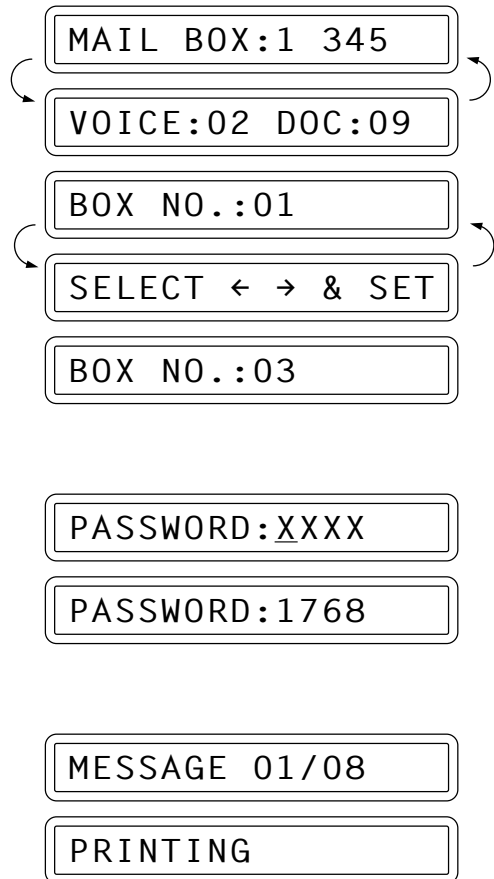 MAIL BOX:1 345
VOICE:02 DOC:09
BOX NO.:01
SELECT ← → & SET
BOX NO.:03
PASSWORD:XXXX
PASSWORD:1768
MESSAGE 01/08
PRINTING